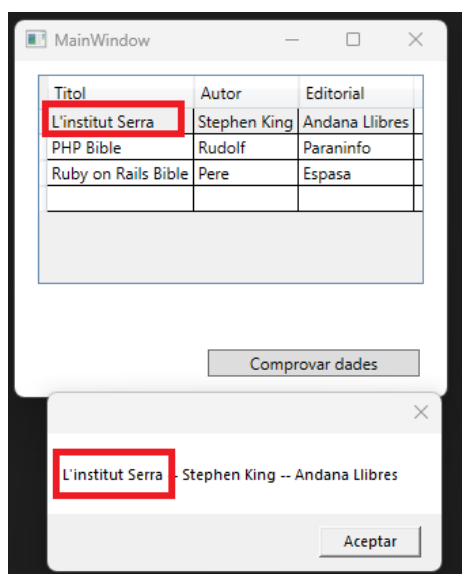 MainWindow
Titol Autor Editorial
L'institut Serra Stephen King Andana Llibres
PHP Bible Rudolf Paraninfo
Ruby on Rails Bible Pere Espasa
Comprovar dades
L'institut Serra -- Stephen King -- Andana Llibres
Aceptar